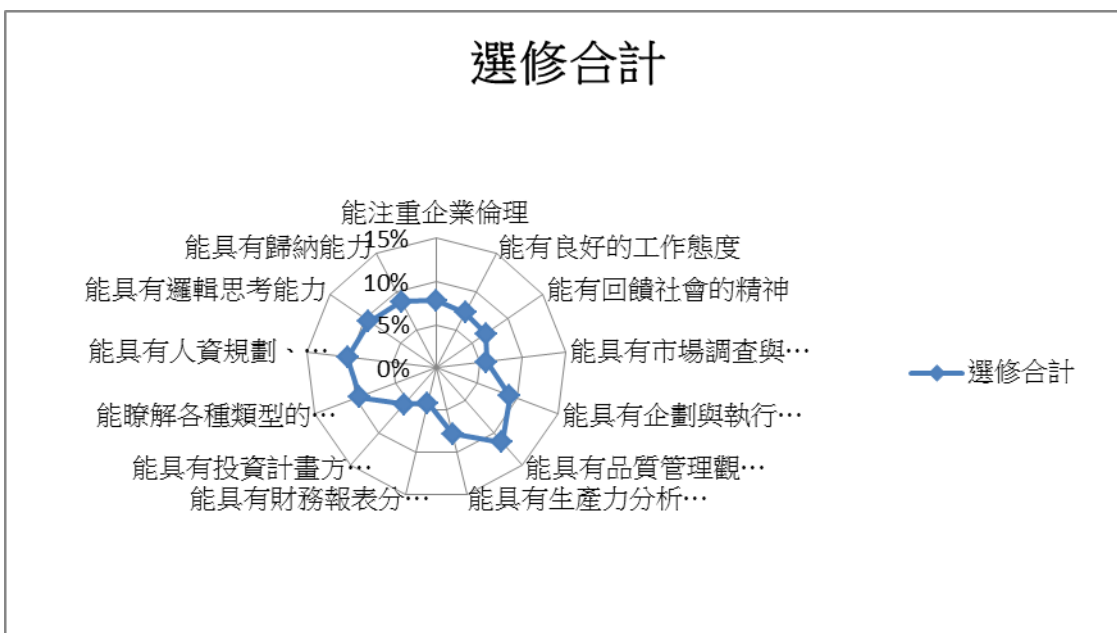 選修合計
能注重企業倫理
能有良好的工作態度
能有回饋社會的精神
能具有市場調查與…
能具有企劃與執行…
能具有品質管理觀…
能具有生產力分析…
能具有財務報表分…
能具有投資計畫方…
能瞭解各種類型的…
能具有人資規劃、…
能具有邏輯思考能力
能具有歸納能力
15%
10%
5%
0%
選修合計